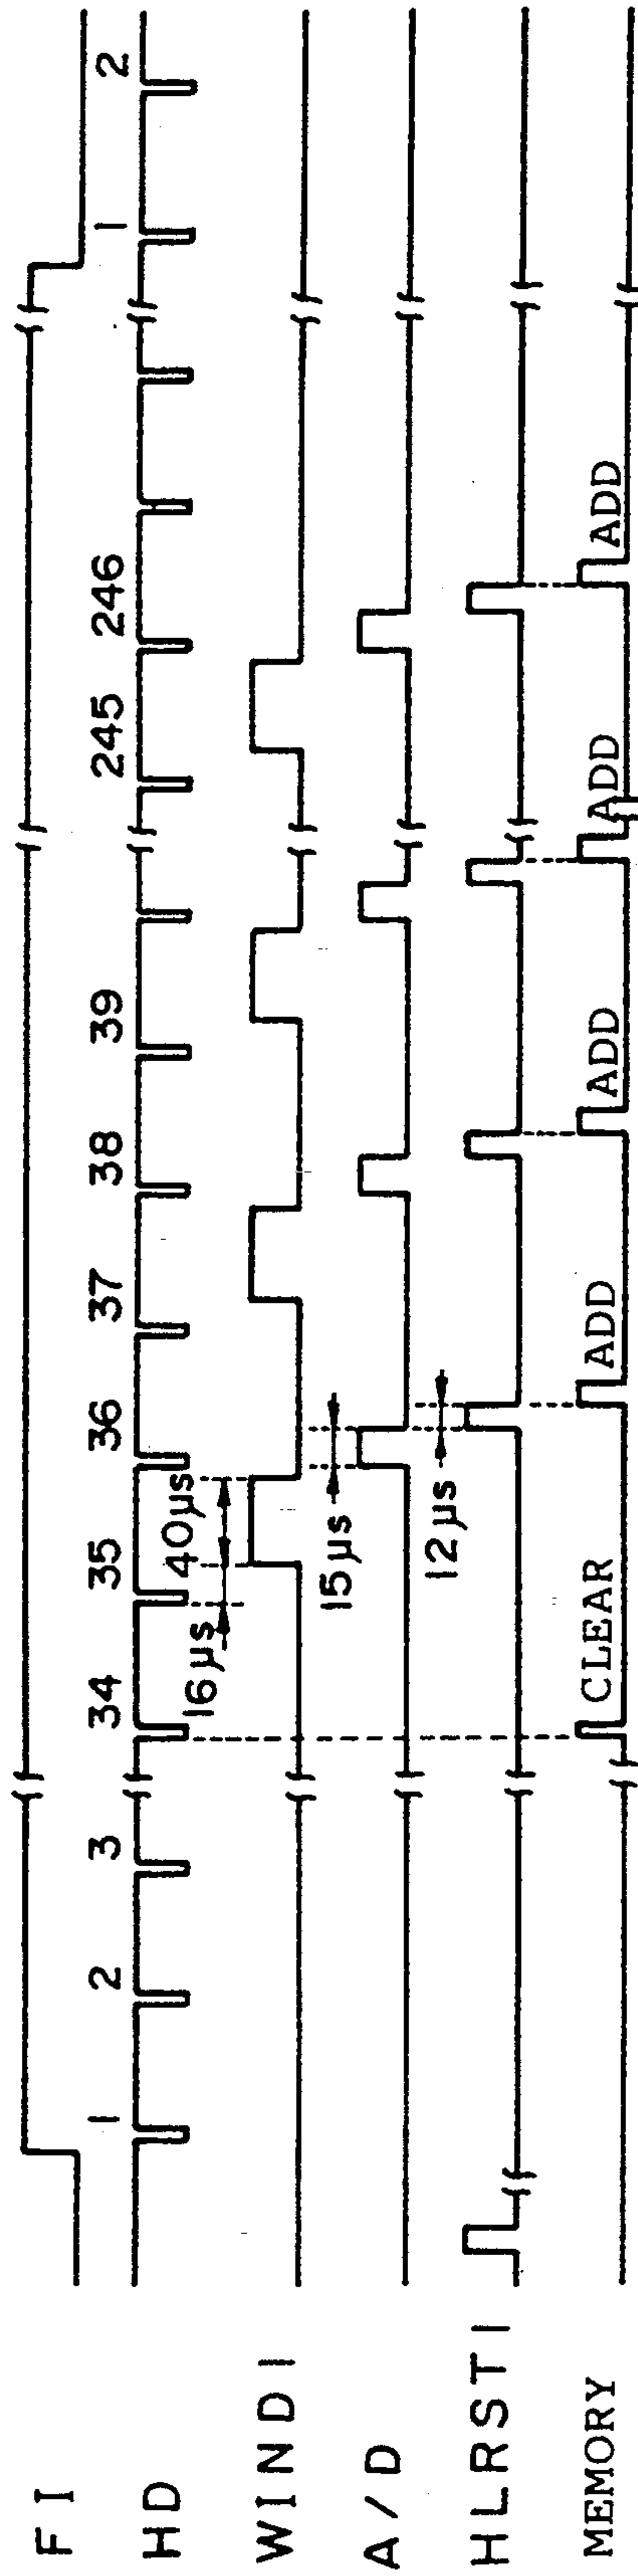 FI
HD 1 2 3 34 35 36 37 38 39 245 246 1 2
16μs 40μs
WINDI
15μs
A/D
12μs
HLRSTI
MEMORY CLEAR ADD ADD ADD ADD